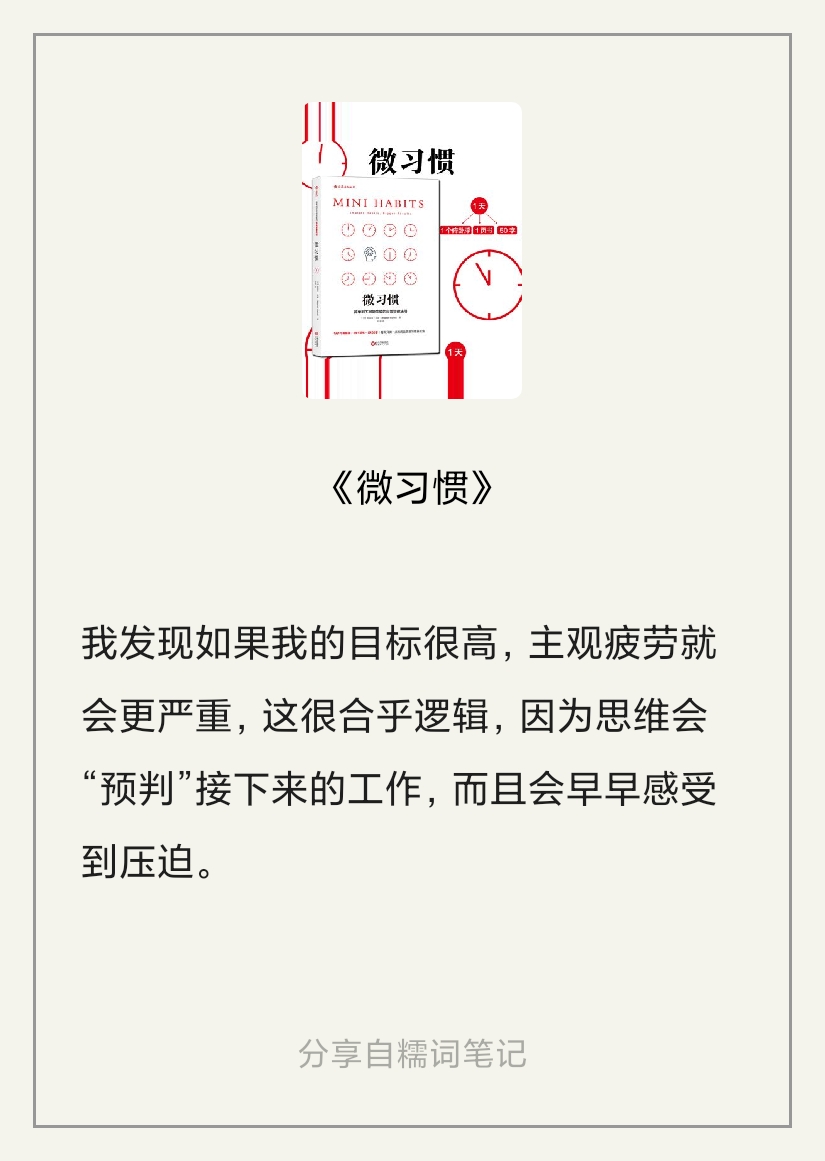 微习惯
MINI HABITS
1天
1页书
50字
微习惯
1天
《微习惯》
我发现如果我的目标很高，主观疲劳就
会更严重，这很合乎逻辑，因为思维会
“预判”接下来的工作，而且会早早感受
到压迫。
分享自糯词笔记